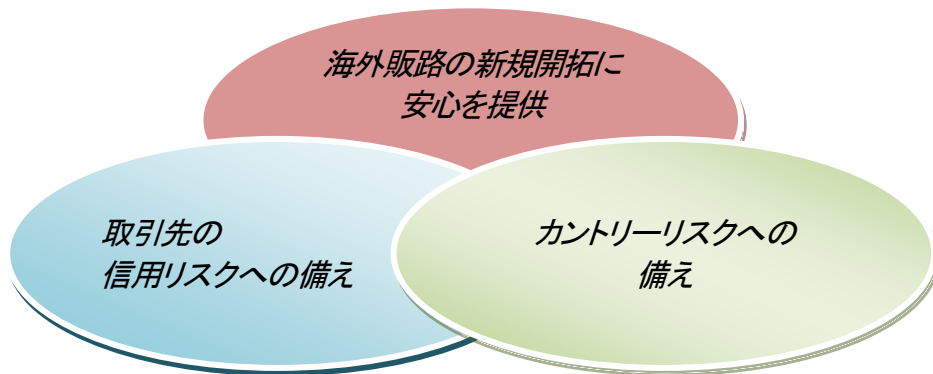 海外販路の新規開拓に
安心を提供
取引先の
信用リスクへの備え
カントリーリスクへの
備え